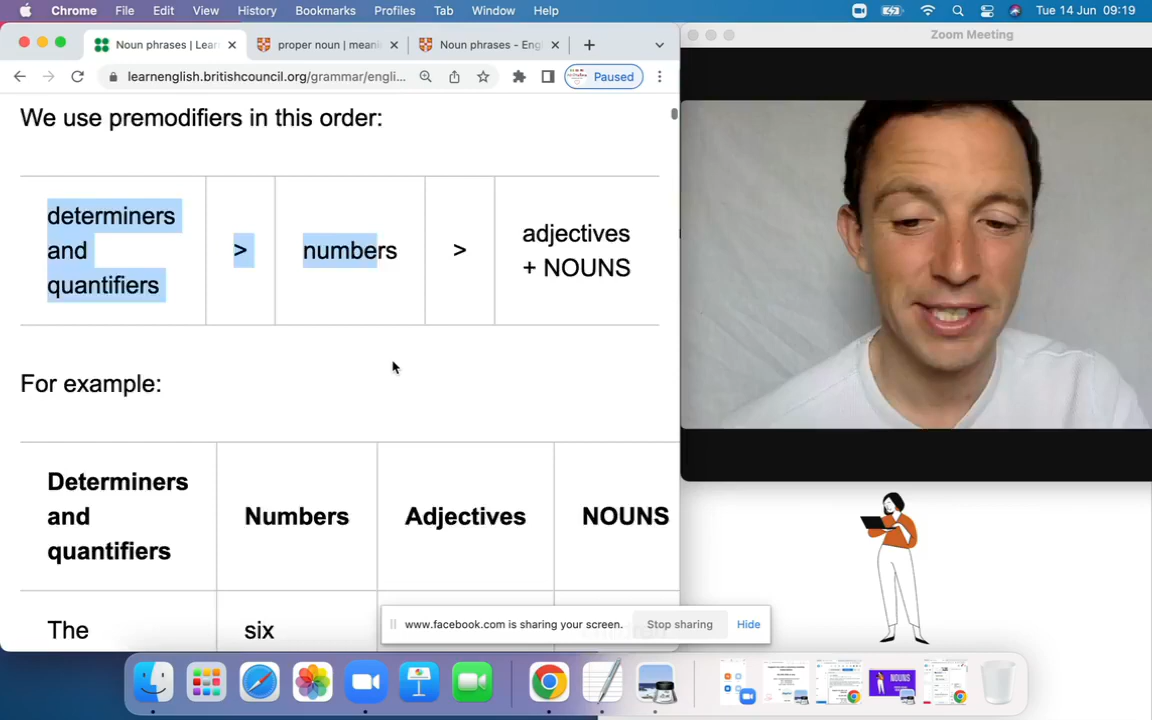 Chrome File Edit View History Bookmarks Profiles Tab Window Help Tue 14 Jun 09:19
Noun phrases | Lear
proper noun | meani
Noun phrases - Eng
Zoom Meeting
learnenglish.britishcouncil.org/grammar/engli...
Paused
We use premodifiers in this order:
determiners
and
quantifiers
>
numbers
>
adjectives
+ NOUNS
For example:
Determiners
and
quantifiers
Numbers
Adjectives
NOUNS
The
six
www.facebook.com is sharing your screen.
Stop sharing
Hide
NOUNS